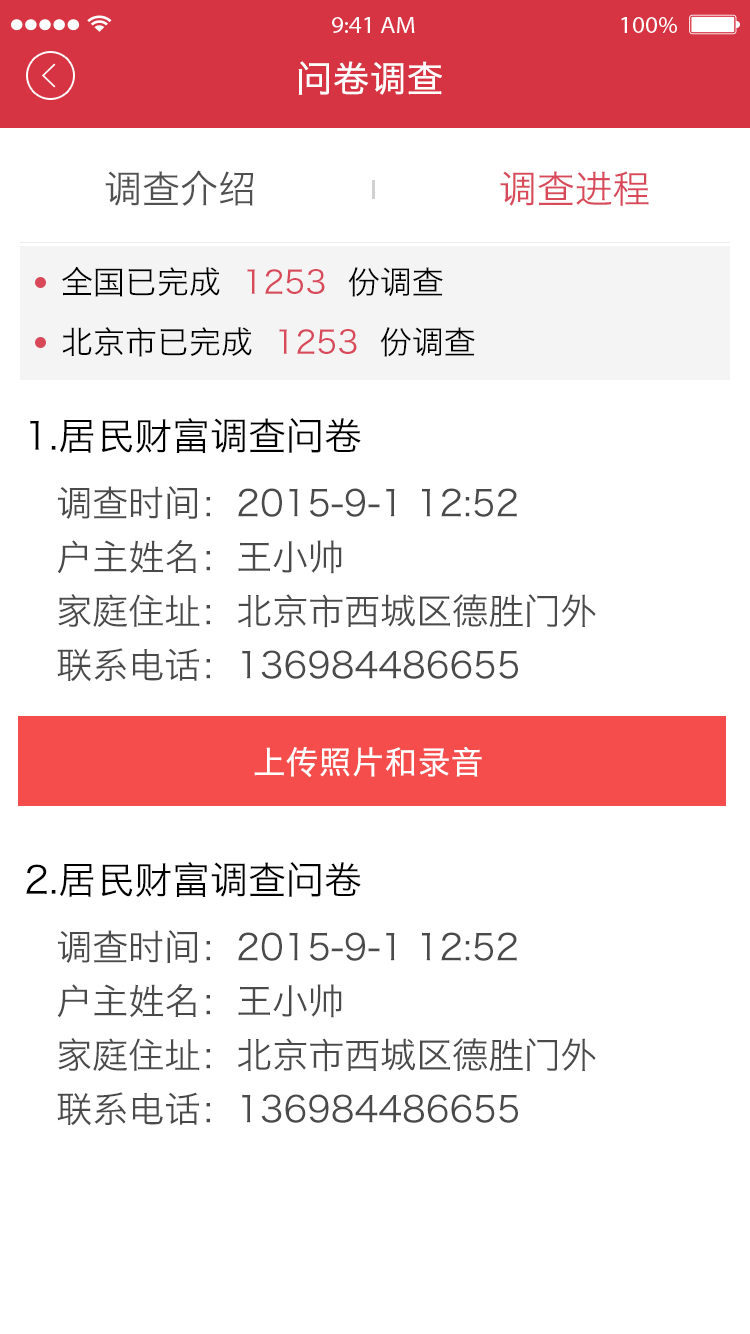 9:41 AM 100%
问卷调查
调查介绍 调查进程
全国已完成 1253 份调查
北京市已完成 1253 份调查
1.居民财富调查问卷
调查时间：2015-9-1 12:52
户主姓名：王小帅
家庭住址：北京市西城区德胜门外
联系电话：136984486655
上传照片和录音
2.居民财富调查问卷
调查时间：2015-9-1 12:52
户主姓名：王小帅
家庭住址：北京市西城区德胜门外
联系电话：136984486655